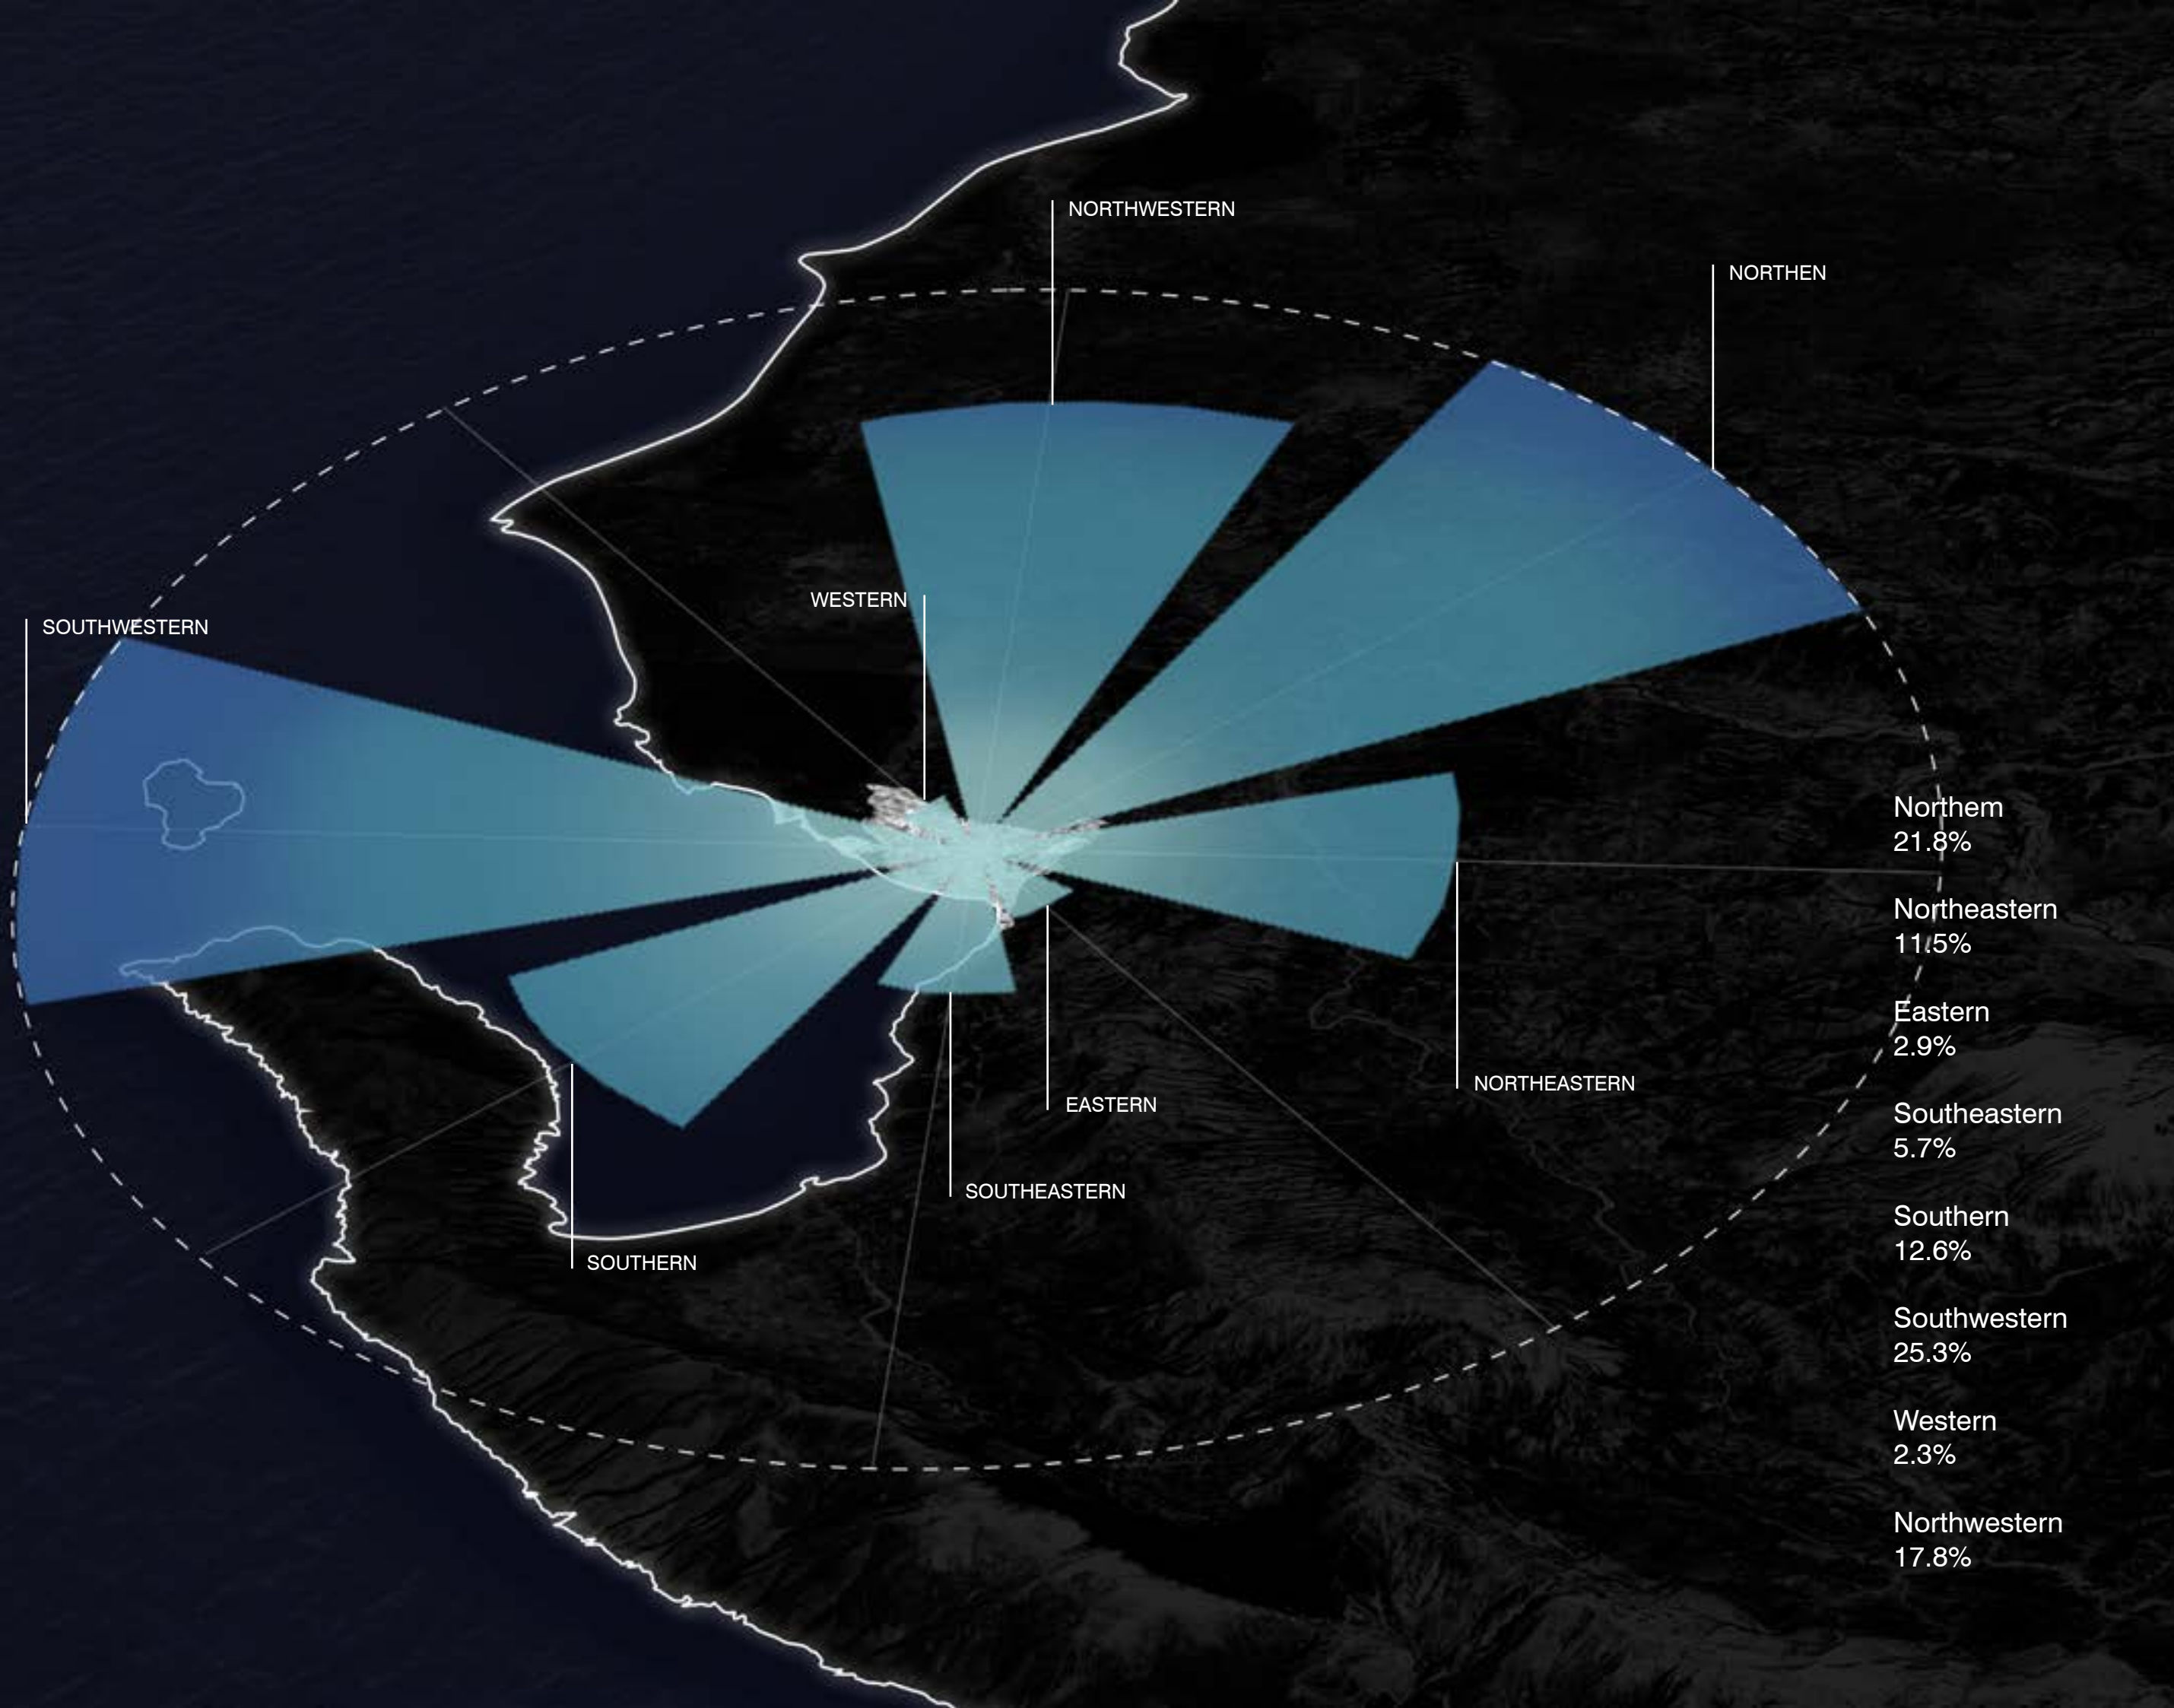 NORTHWESTERN
NORTHEN
WESTERN
SOUTHWESTERN
NORTHEASTERN
EASTERN
SOUTHEASTERN
SOUTHERN
Northem
21.8%
Northeastern
11.5%
Eastern
2.9%
Southeastern
5.7%
Southern
12.6%
Southwestern
25.3%
Western
2.3%
Northwestern
17.8%